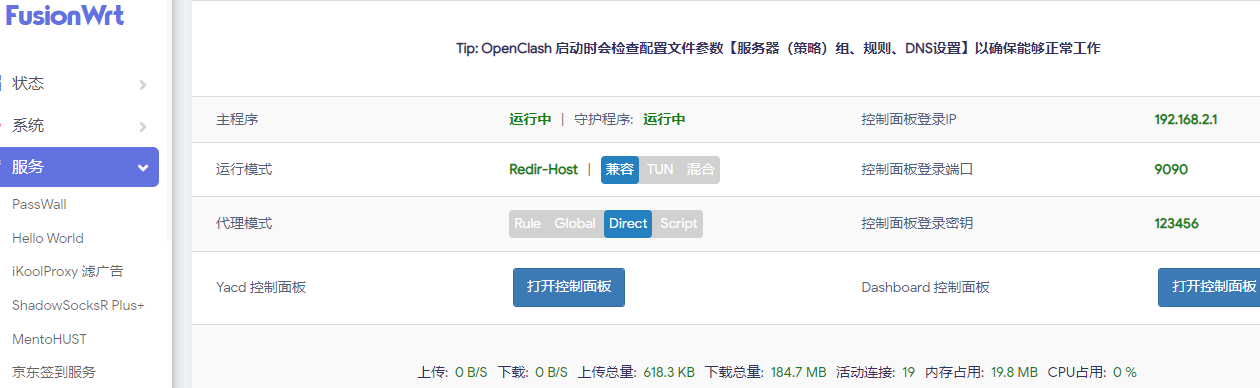 FusionWrt
状态
系统
服务
PassWall
Hello World
iKoolProxy 滤广告
ShadowSocksR Plus+
MentoHUST
京东签到服务
Tip: OpenClash 启动时会检查配置文件参数【服务器（策略）组、规则、DNS设置】以确保能够正常工作
主程序 运行中 | 守护程序: 运行中 控制面板登录IP 192.168.2.1
运行模式 Redir-Host | 兼容 TUN 混合 控制面板登录端口 9090
代理模式 Rule Global Direct Script 控制面板登录密钥 123456
Yacd 控制面板 打开控制面板 Dashboard 控制面板 打开控制面板
上传: 0 B/S 下载: 0 B/S 上传总量: 618.3 KB 下载总量: 184.7 MB 活动连接: 19 内存占用: 19.8 MB CPU占用: 0 %